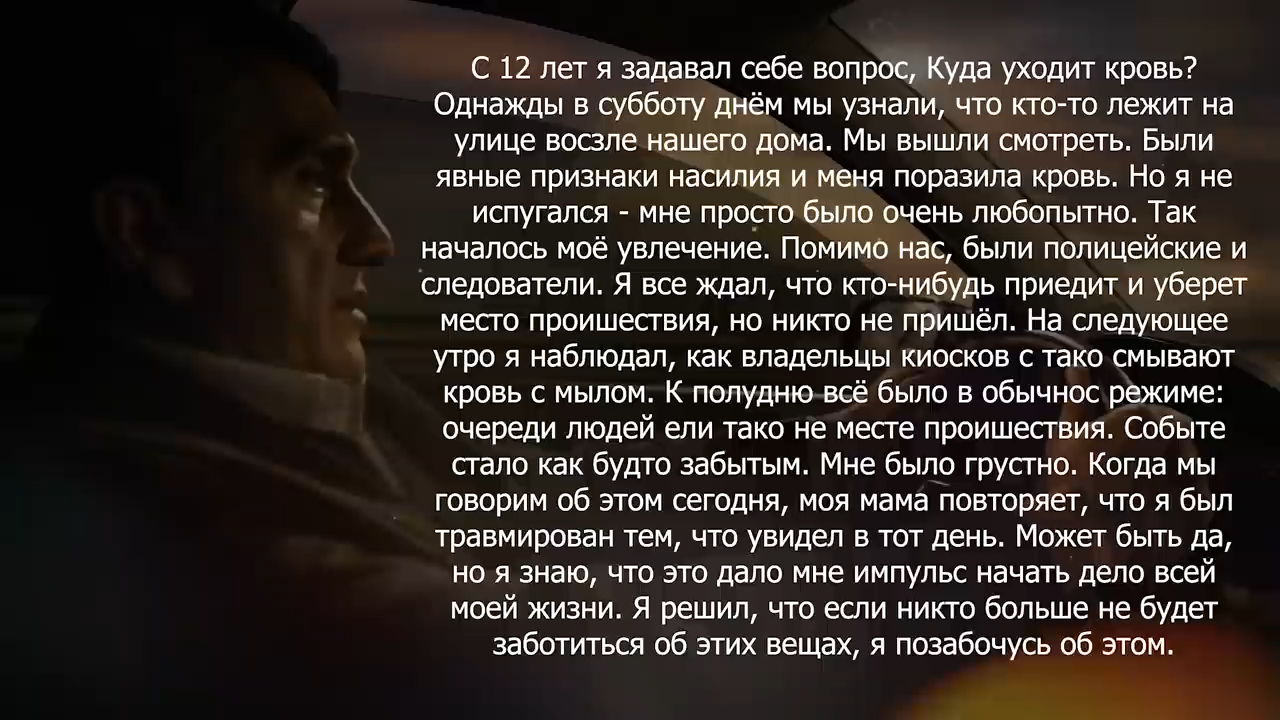 С 12 лет я задавал себе вопрос, Куда уходит кровь?
Однажды в субботу днём мы узнали, что кто-то лежит на
улице восзле нашего дома. Мы вышли смотреть. Были
явные признаки насилия и меня поразила кровь. Но я не
испугался - мне просто было очень любопытно. Так
началось моё увлечение. Помимо нас, были полицейские и
следователи. Я все ждал, что кто-нибудь приедит и уберет
место проишествия, но никто не пришёл. На следующее
утро я наблюдал, как владельцы киосков с тако смывают
кровь с мылом. К полудню всё было в обычнос режиме:
очереди людей ели тако не месте проишествия. Событе
стало как будто забытым. Мне было грустно. Когда мы
говорим об этом сегодня, моя мама повторяет, что я был
травмирован тем, что увидел в тот день. Может быть да,
но я знаю, что это дало мне импульс начать дело всей
моей жизни. Я решил, что если никто больше не будет
заботиться об этих вещах, я позабочусь об этом.